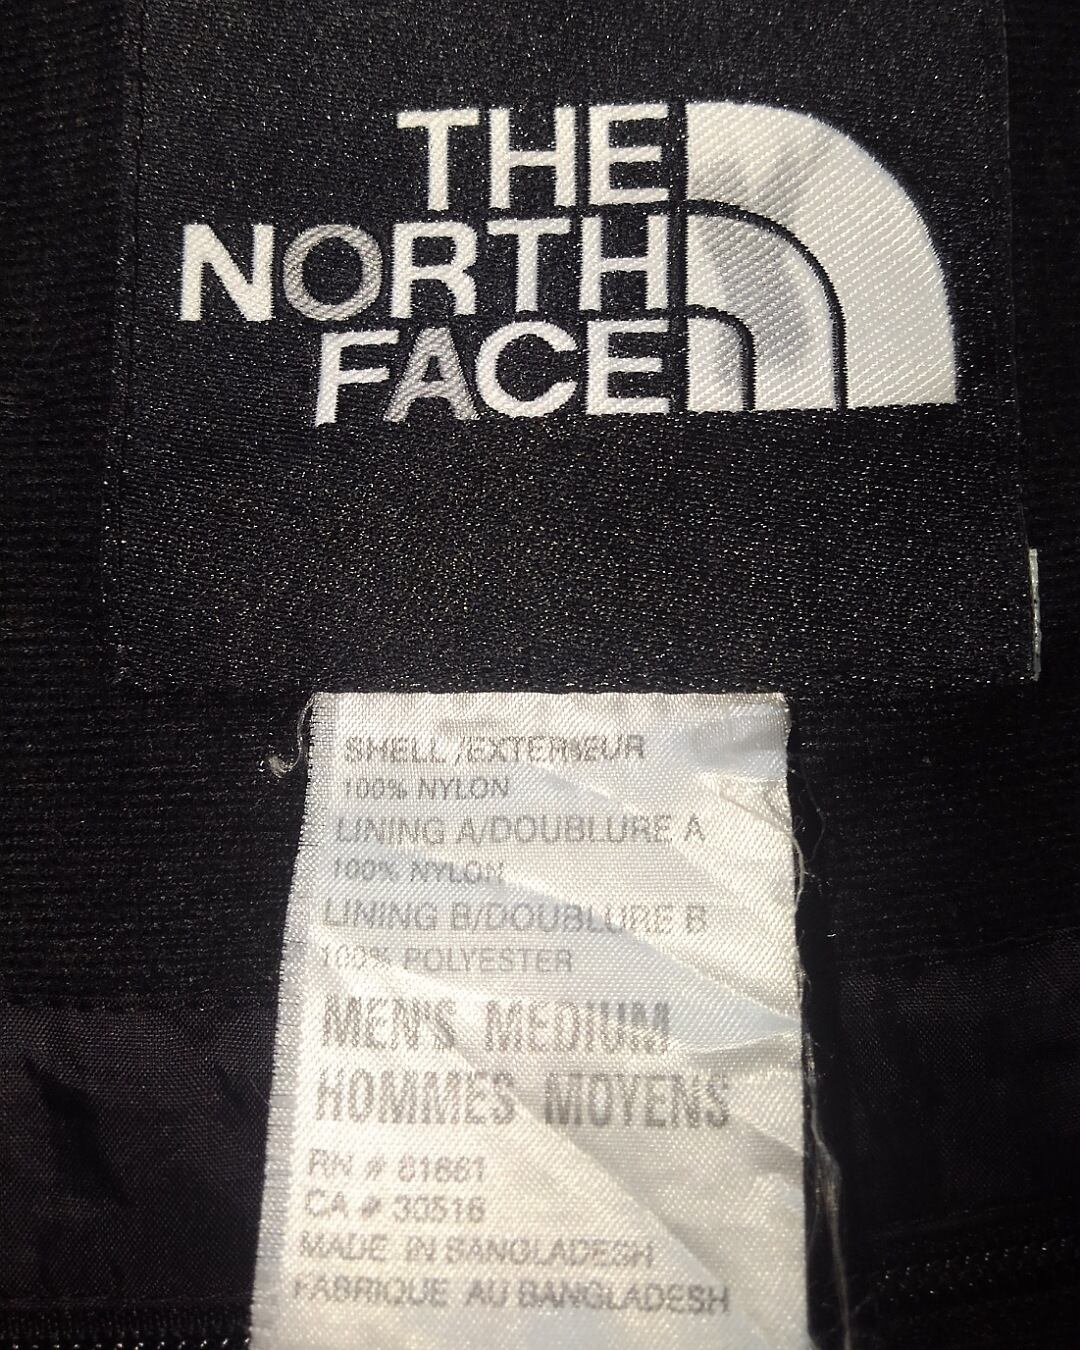 THE
NORTH
FACE
SHELL/EXTERIEUR
100% NYLON
LINING A/DOUBLURE A
100% NYLON
LINING B/DOUBLURE B
100% POLYESTER
MEN'S MEDIUM
HOMMES MOYENS
RN # 61661
CA # 30516
MADE IN BANGLADESH
FABRIQUE AU BANGLADESH